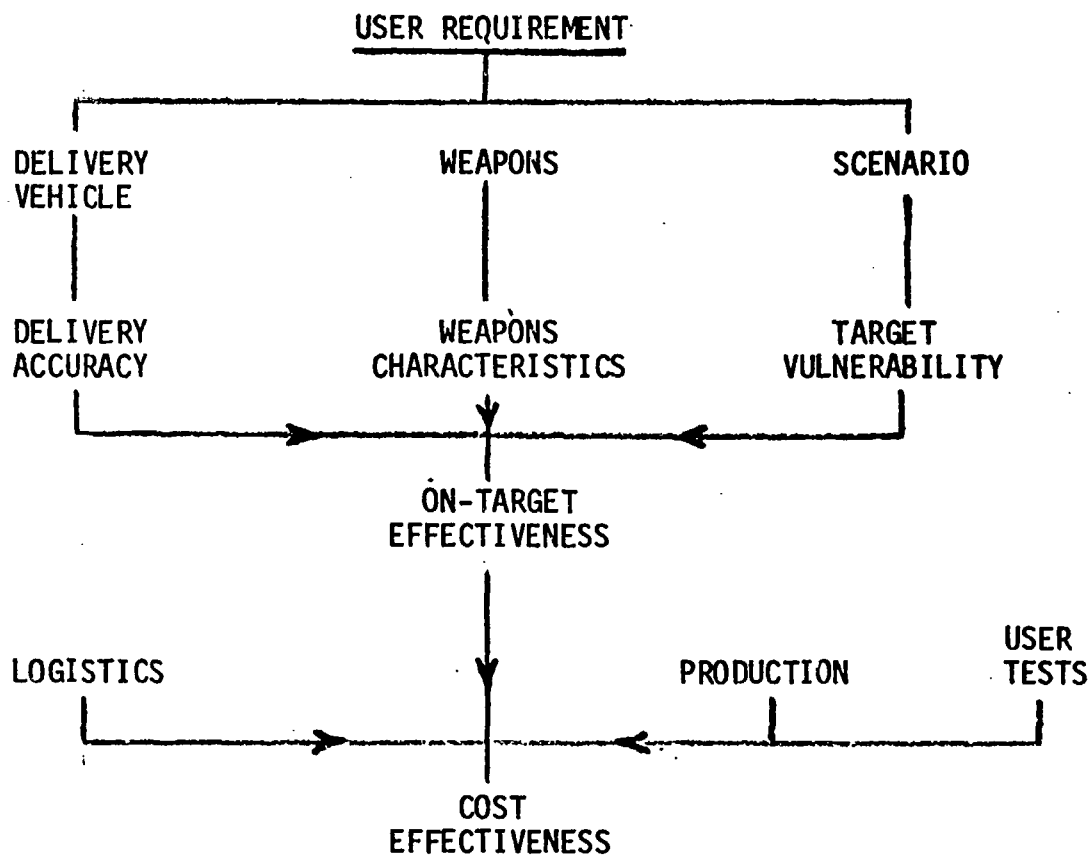 USER REQUIREMENT
DELIVERY
VEHICLE
WEAPONS
SCENARIO
DELIVERY
ACCURACY
WEAPONS
CHARACTERISTICS
TARGET
VULNERABILITY
ON-TARGET
EFFECTIVENESS
LOGISTICS
PRODUCTION
USER
TESTS
COST
EFFECTIVENESS